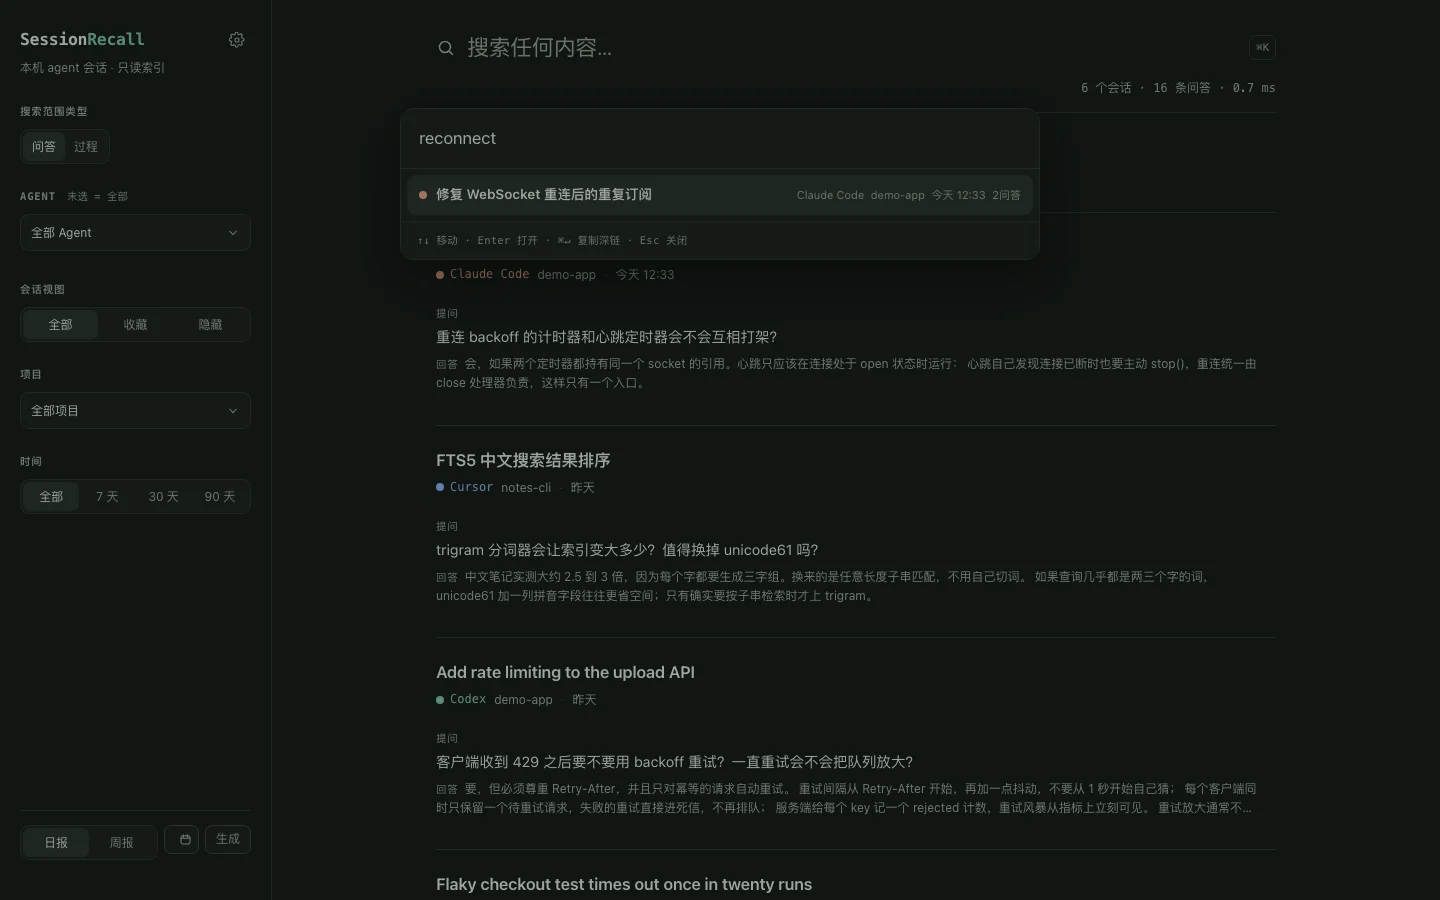 SessionRecall
本机 agent 会话 · 只读索引
搜索范围类型
问答 过程
AGENT 未选 = 全部
全部 Agent
会话视图
全部 收藏 隐藏
项目
全部项目
时间
全部 7 天 30 天 90 天
日报 周报 生成
搜索任何内容...
⌘K
6 个会话 · 16 条问答 · 0.7 ms
reconnect
修复 WebSocket 重连后的重复订阅 Claude Code demo-app 今天 12:33 2问答
↑↓ 移动 · Enter 打开 · ⌘↵ 复制深链 · Esc 关闭
Claude Code demo-app · 今天 12:33
提问
重连 backoff 的计时器和心跳定时器会不会互相打架？
回答 会，如果两个定时器都持有同一个 socket 的引用。心跳只应该在连接处于 open 状态时运行； 心跳自己发现连接已断时也要主动 stop()，重连统一由
close 处理器负责，这样只有一个入口。
FTS5 中文搜索结果排序
Cursor notes-cli · 昨天
提问
trigram 分词器会让索引变大多少？值得换掉 unicode61 吗？
回答 中文笔记实测大约 2.5 到 3 倍，因为每个字都要生成三字组。换来的是任意长度子串匹配，不用自己切词。 如果查询几乎都是两三个字的词，
unicode61 加一列拼音字段往往更省空间；只有确实要按子串检索时才上 trigram。
Add rate limiting to the upload API
Codex demo-app · 昨天
提问
客户端收到 429 之后要不要用 backoff 重试？一直重试会不会把队列放大？
回答 要，但必须尊重 Retry-After，并且只对幂等的请求自动重试。 重试间隔从 Retry-After 开始，再加一点抖动，不要从 1 秒开始自己猜； 每个客户端同
时只保留一个待重试请求，失败的重试直接进死信，不再排队； 服务端给每个 key 记一个 rejected 计数，重试风暴从指标上立刻可见。 重试放大通常不...
Flaky checkout test times out once in twenty runs